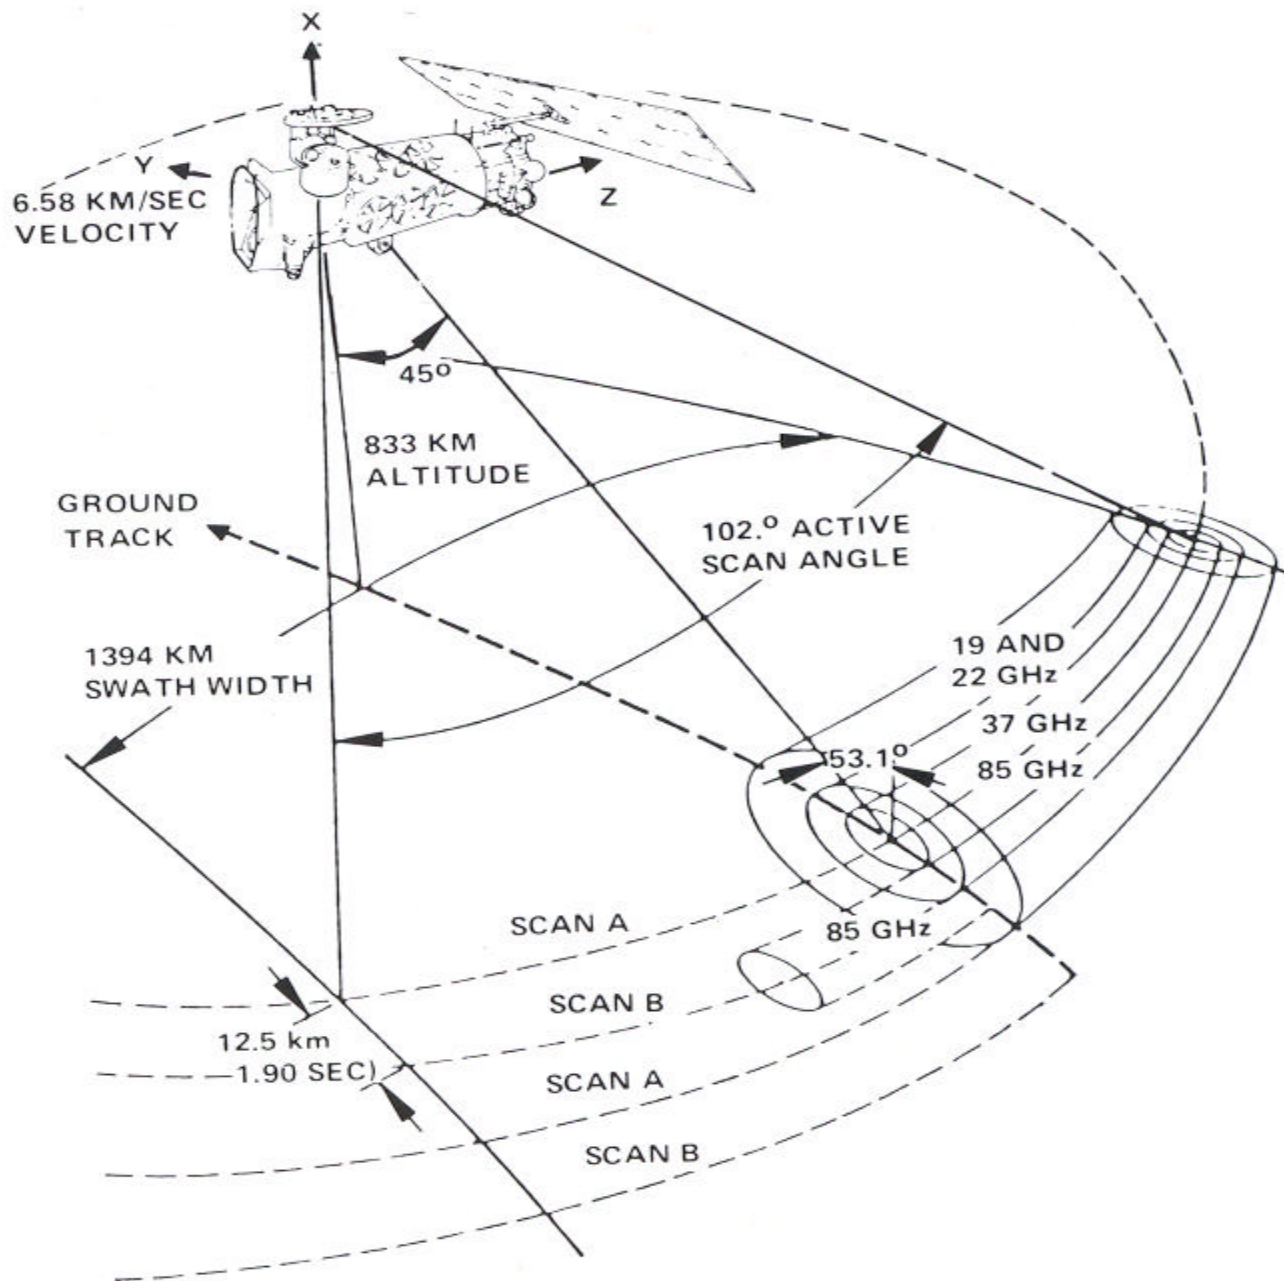 X
Y
6.58 KM/SEC
VELOCITY
Z
45º
833 KM
ALTITUDE
GROUND
TRACK
102.º ACTIVE
SCAN ANGLE
1394 KM
SWATH WIDTH
19 AND
22 GHz
37 GHz
85 GHz
53.1º
85 GHz
SCAN A
SCAN B
12.5 km
1.90 SEC)
SCAN A
SCAN B